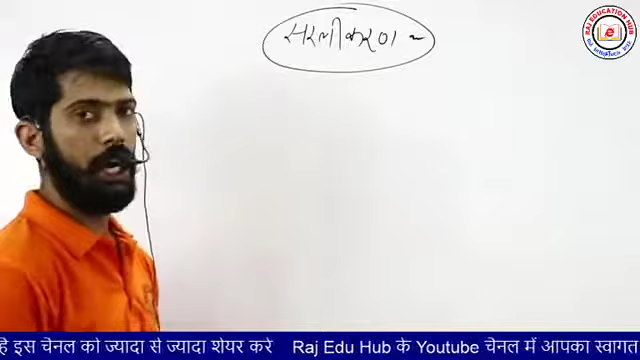 सरलीकरण ~
RAJ EDUCATION HUB
है इस चेनल को ज्यादा से ज्यादा शेयर करे Raj Edu Hub के Youtube चेनल में आपका स्वागत